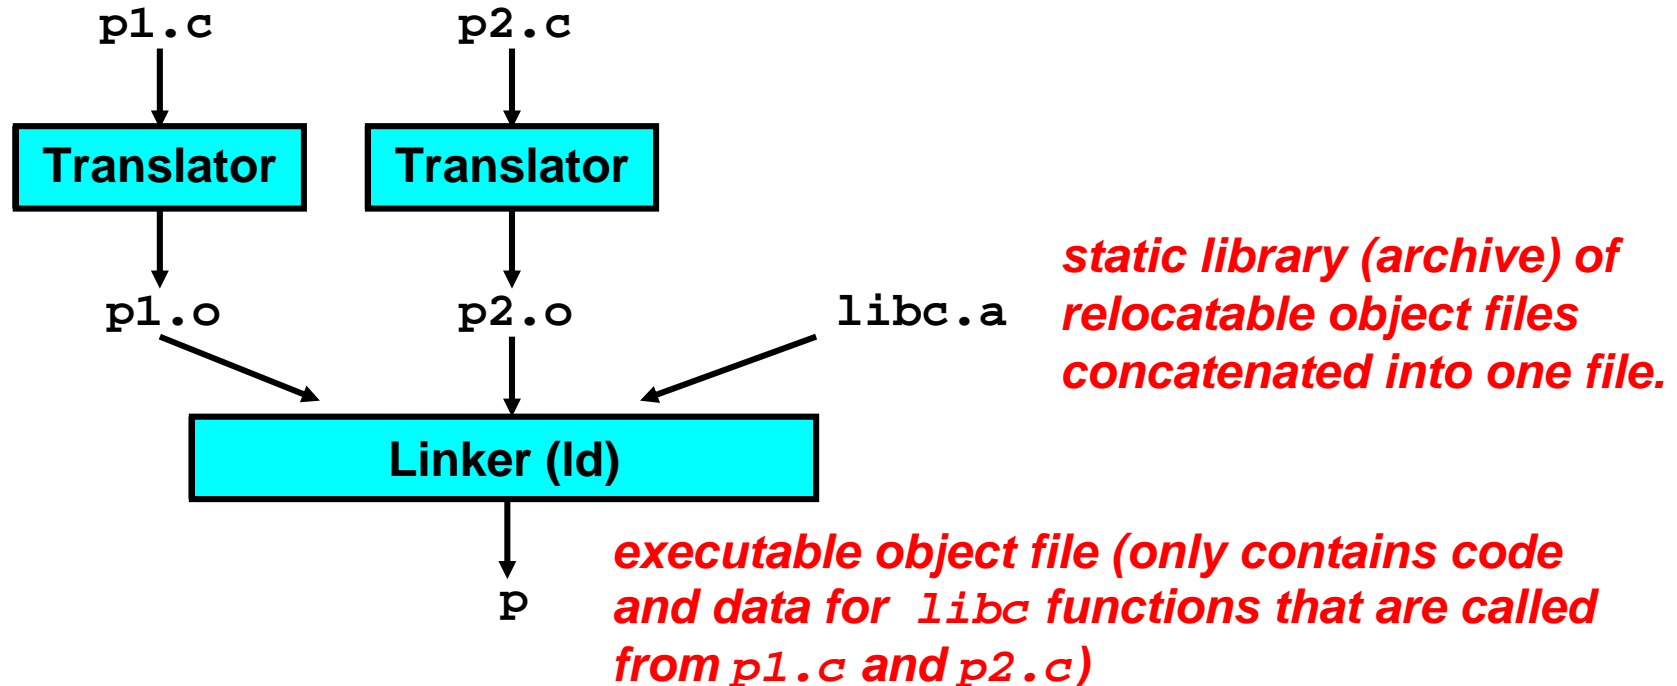 p1.c p2.c
Translator Translator
p1.o p2.o libc.a
static library (archive) of
relocatable object files
concatenated into one file.
Linker (ld)
p
executable object file (only contains code
and data for libc functions that are called
from p1.c and p2.c)